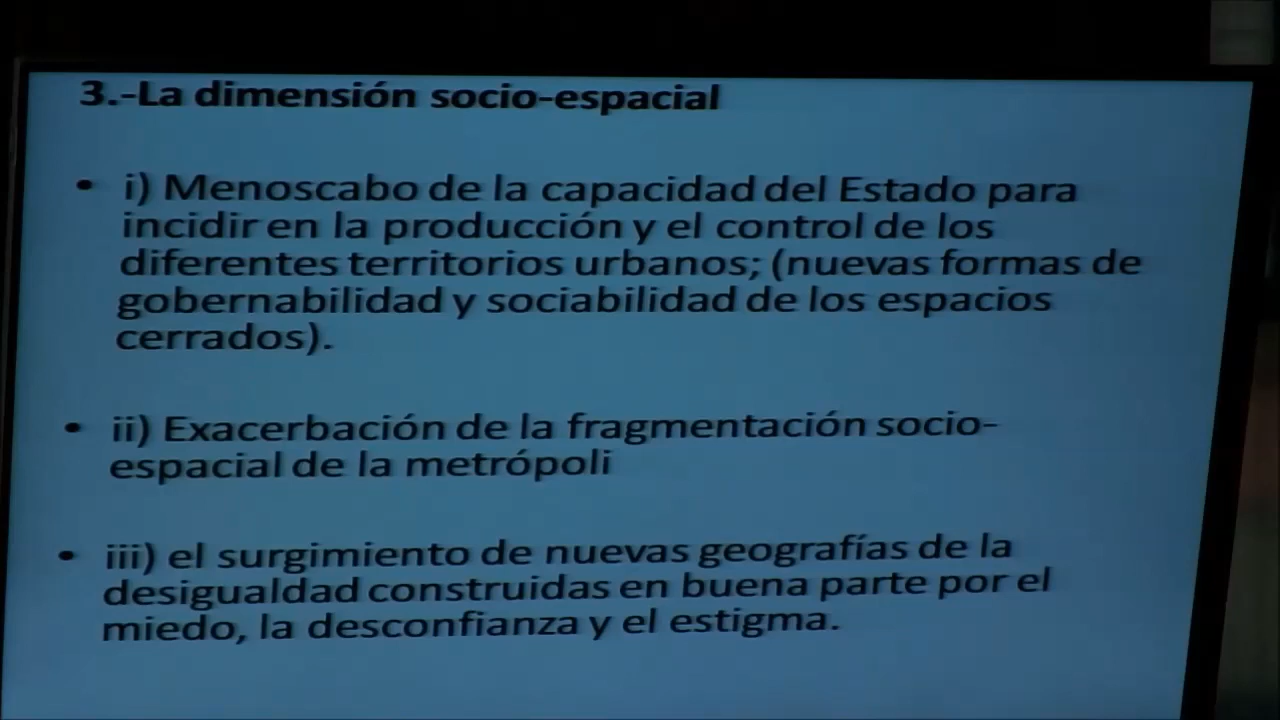 3.-La dimensión socio-espacial
• i) Menoscabo de la capacidad del Estado para
incidir en la producción y el control de los
diferentes territorios urbanos; (nuevas formas de
gobernabilidad y sociabilidad de los espacios
cerrados).
• ii) Exacerbación de la fragmentación socio-
espacial de la metrópoli
• iii) el surgimiento de nuevas geografías de la
desigualdad construidas en buena parte por el
miedo, la desconfianza y el estigma.